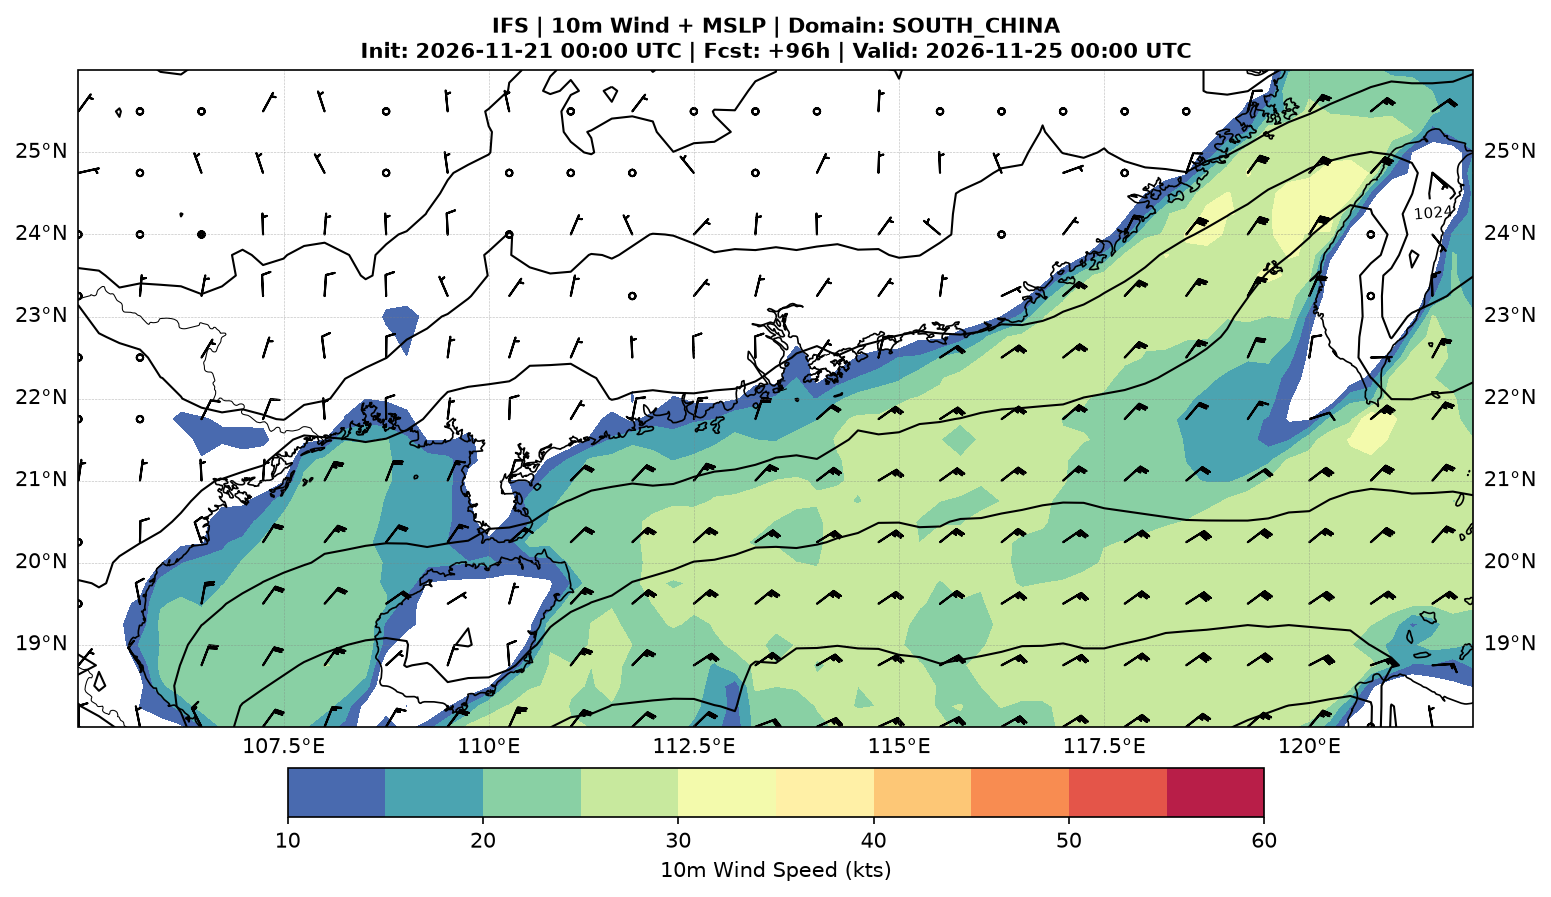 IFS | 10m Wind + MSLP | Domain: SOUTH_CHINA
Init: 2026-11-21 00:00 UTC | Fcst: +96h | Valid: 2026-11-25 00:00 UTC
25°N 25°N
24°N 1024 24°N
23°N 23°N
22°N 22°N
21°N 21°N
20°N 20°N
19°N 19°N
107.5°E 110°E 112.5°E 115°E 117.5°E 120°E
10 20 30 40 50 60
10m Wind Speed (kts)